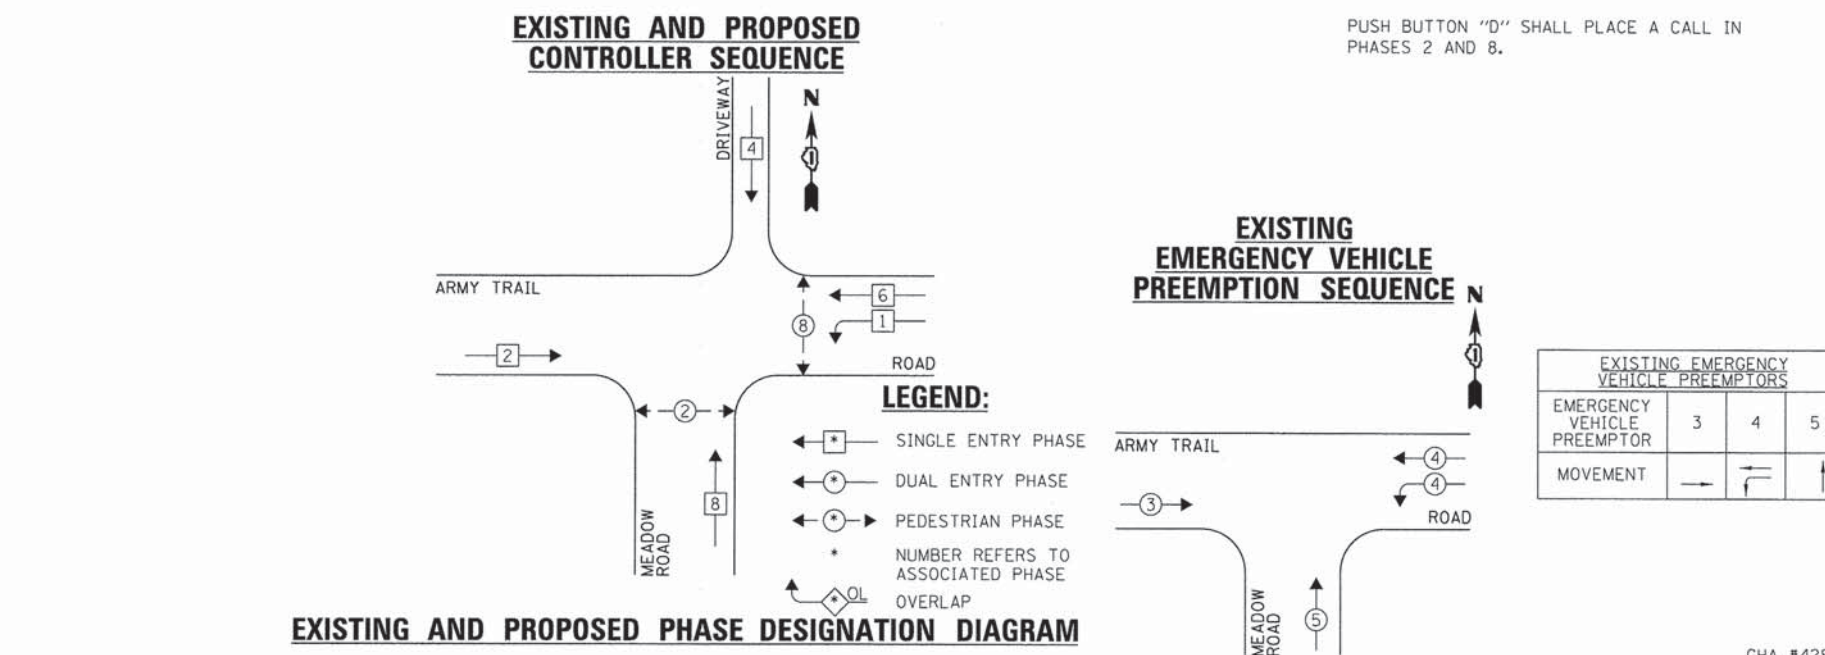 EXISTING AND PROPOSED
CONTROLLER SEQUENCE
PUSH BUTTON "D" SHALL PLACE A CALL IN
PHASES 2 AND 8.
DRIVEWAY
N
4
1
ARMY TRAIL
6
1
8
2
ROAD
2
8
MEADOW
ROAD
LEGEND:
* SINGLE ENTRY PHASE
* DUAL ENTRY PHASE
* PEDESTRIAN PHASE
* NUMBER REFERS TO
ASSOCIATED PHASE
* OL OVERLAP
EXISTING AND PROPOSED PHASE DESIGNATION DIAGRAM
EXISTING
EMERGENCY VEHICLE
PREEMPTION SEQUENCE
N
1
ARMY TRAIL
4
4
3
ROAD
MEADOW
ROAD
5
EXISTING EMERGENCY
VEHICLE PREEMPTORS
EMERGENCY
VEHICLE
PREEMPTOR
3 4 5
MOVEMENT